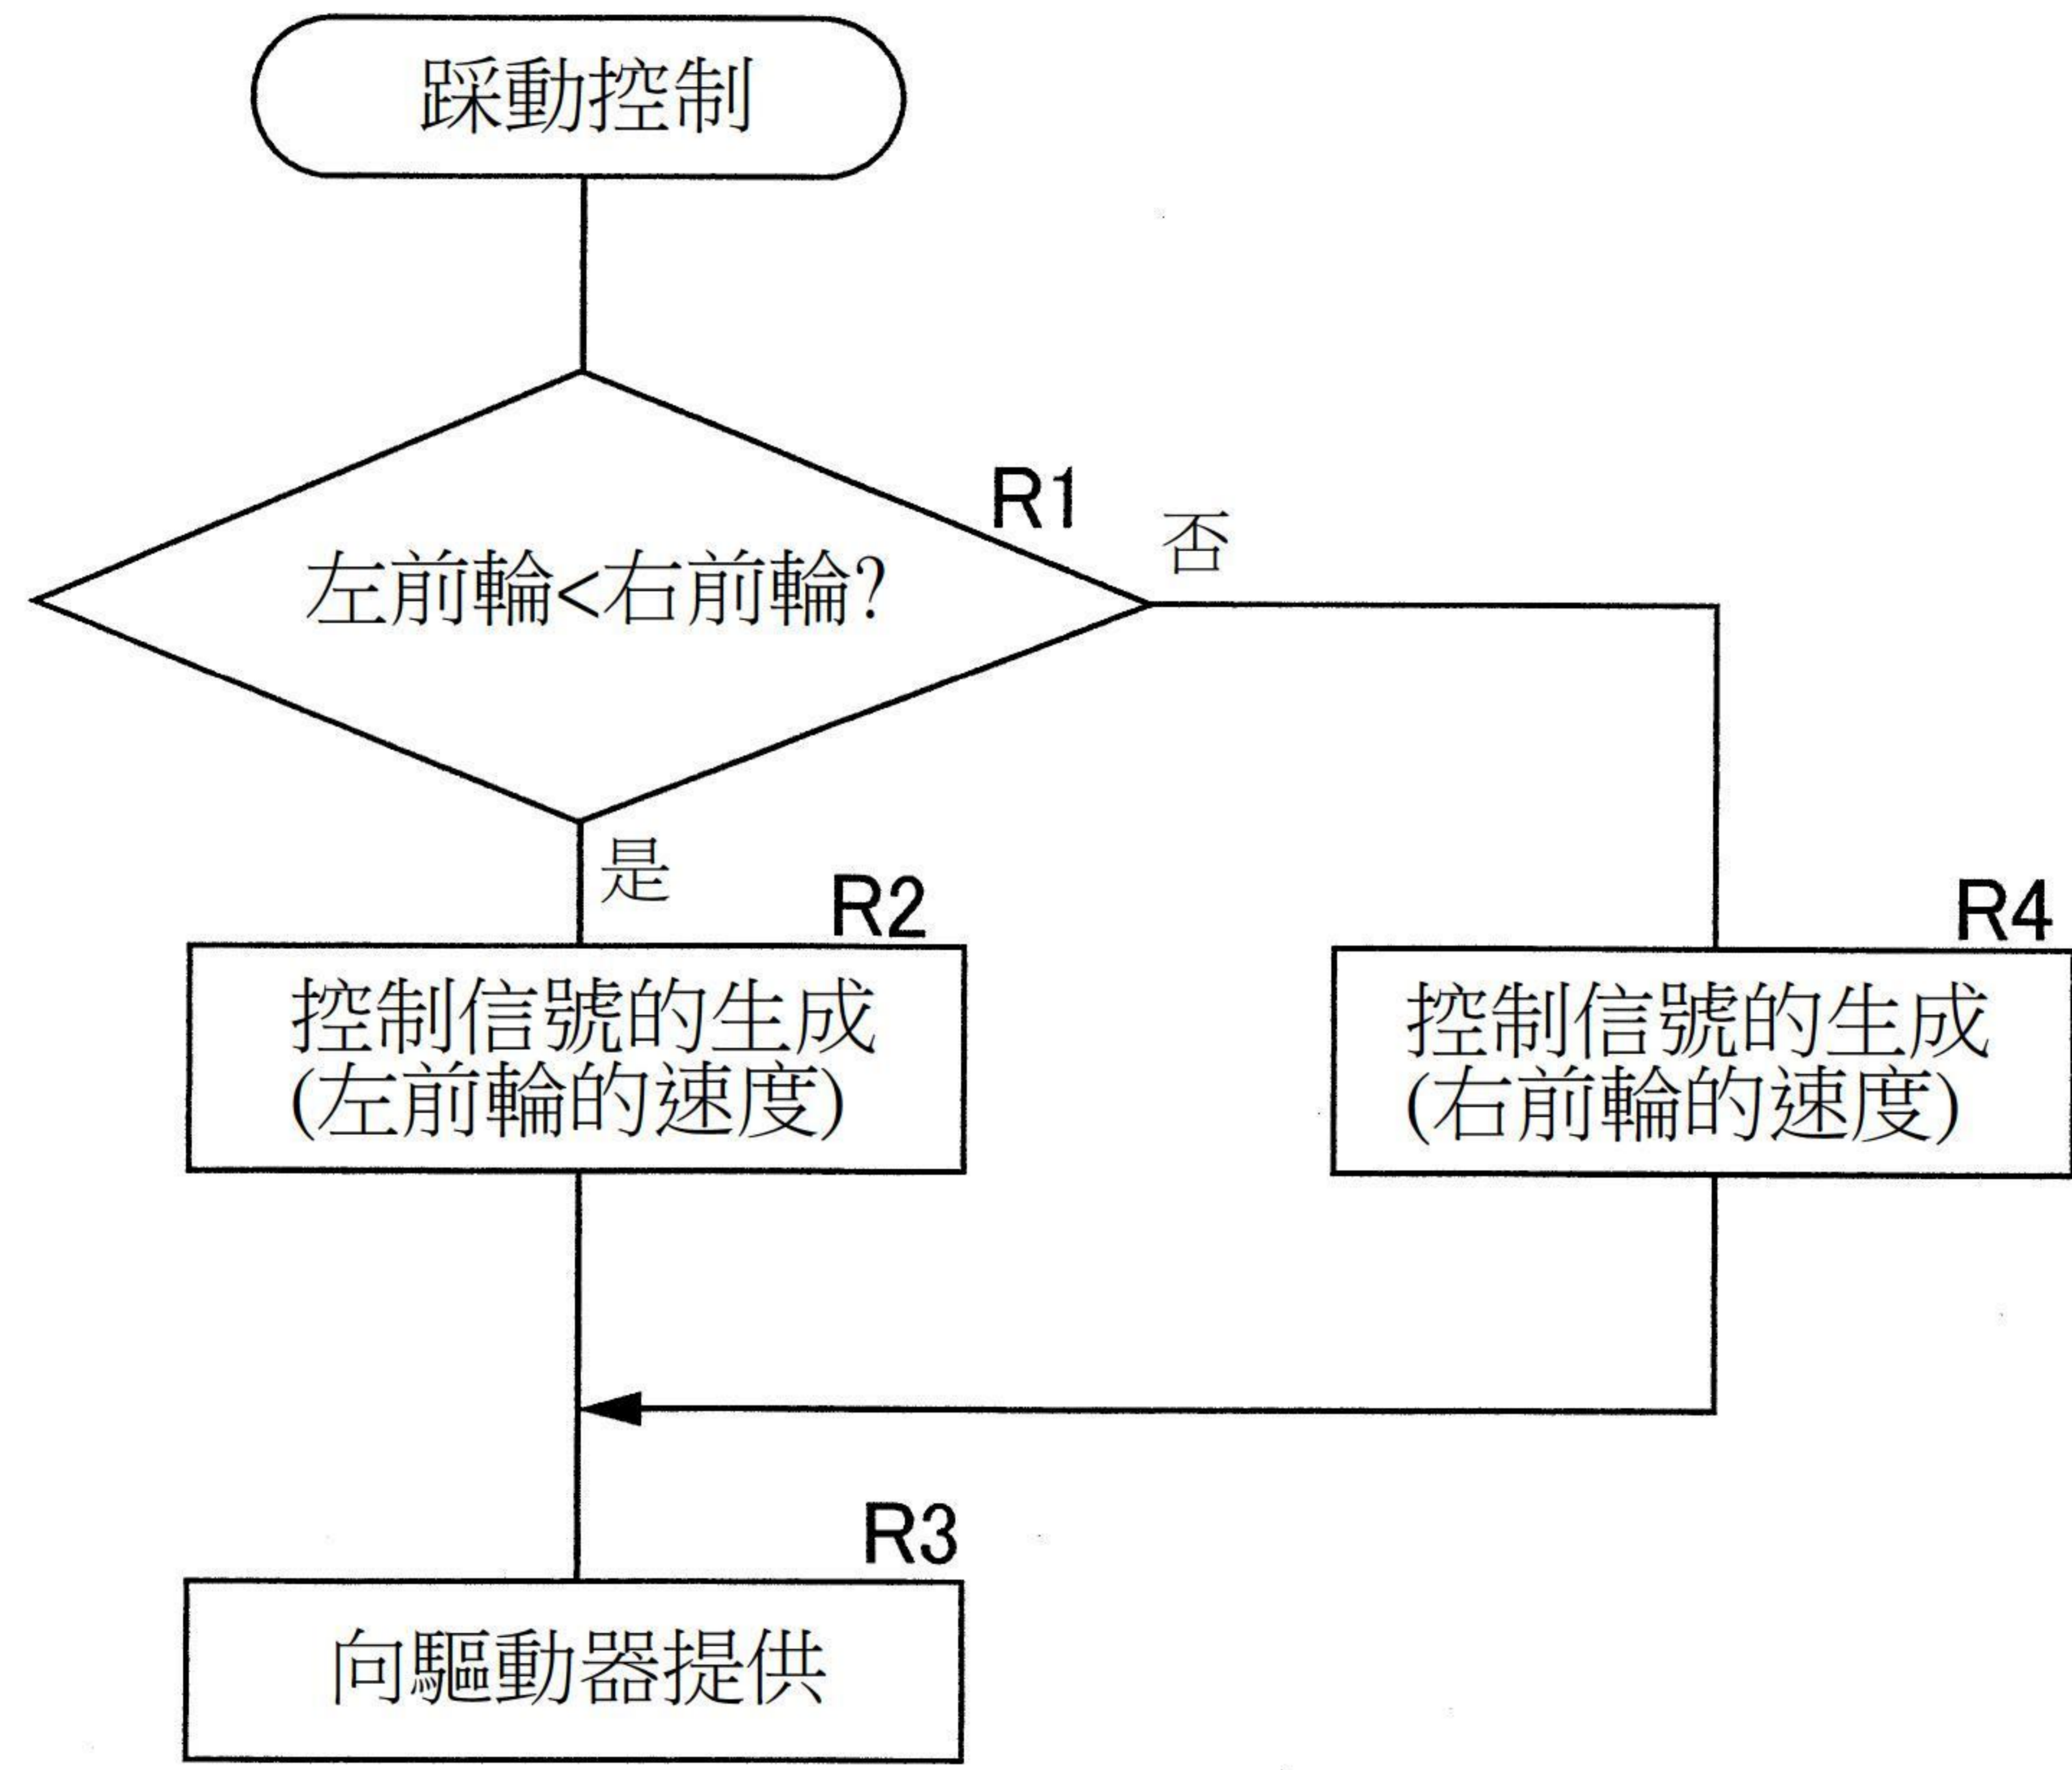 踩動控制
R1
左前輪<右前輪?
否
是
R2
控制信號的生成
(左前輪的速度)
R4
控制信號的生成
(右前輪的速度)
R3
向驅動器提供